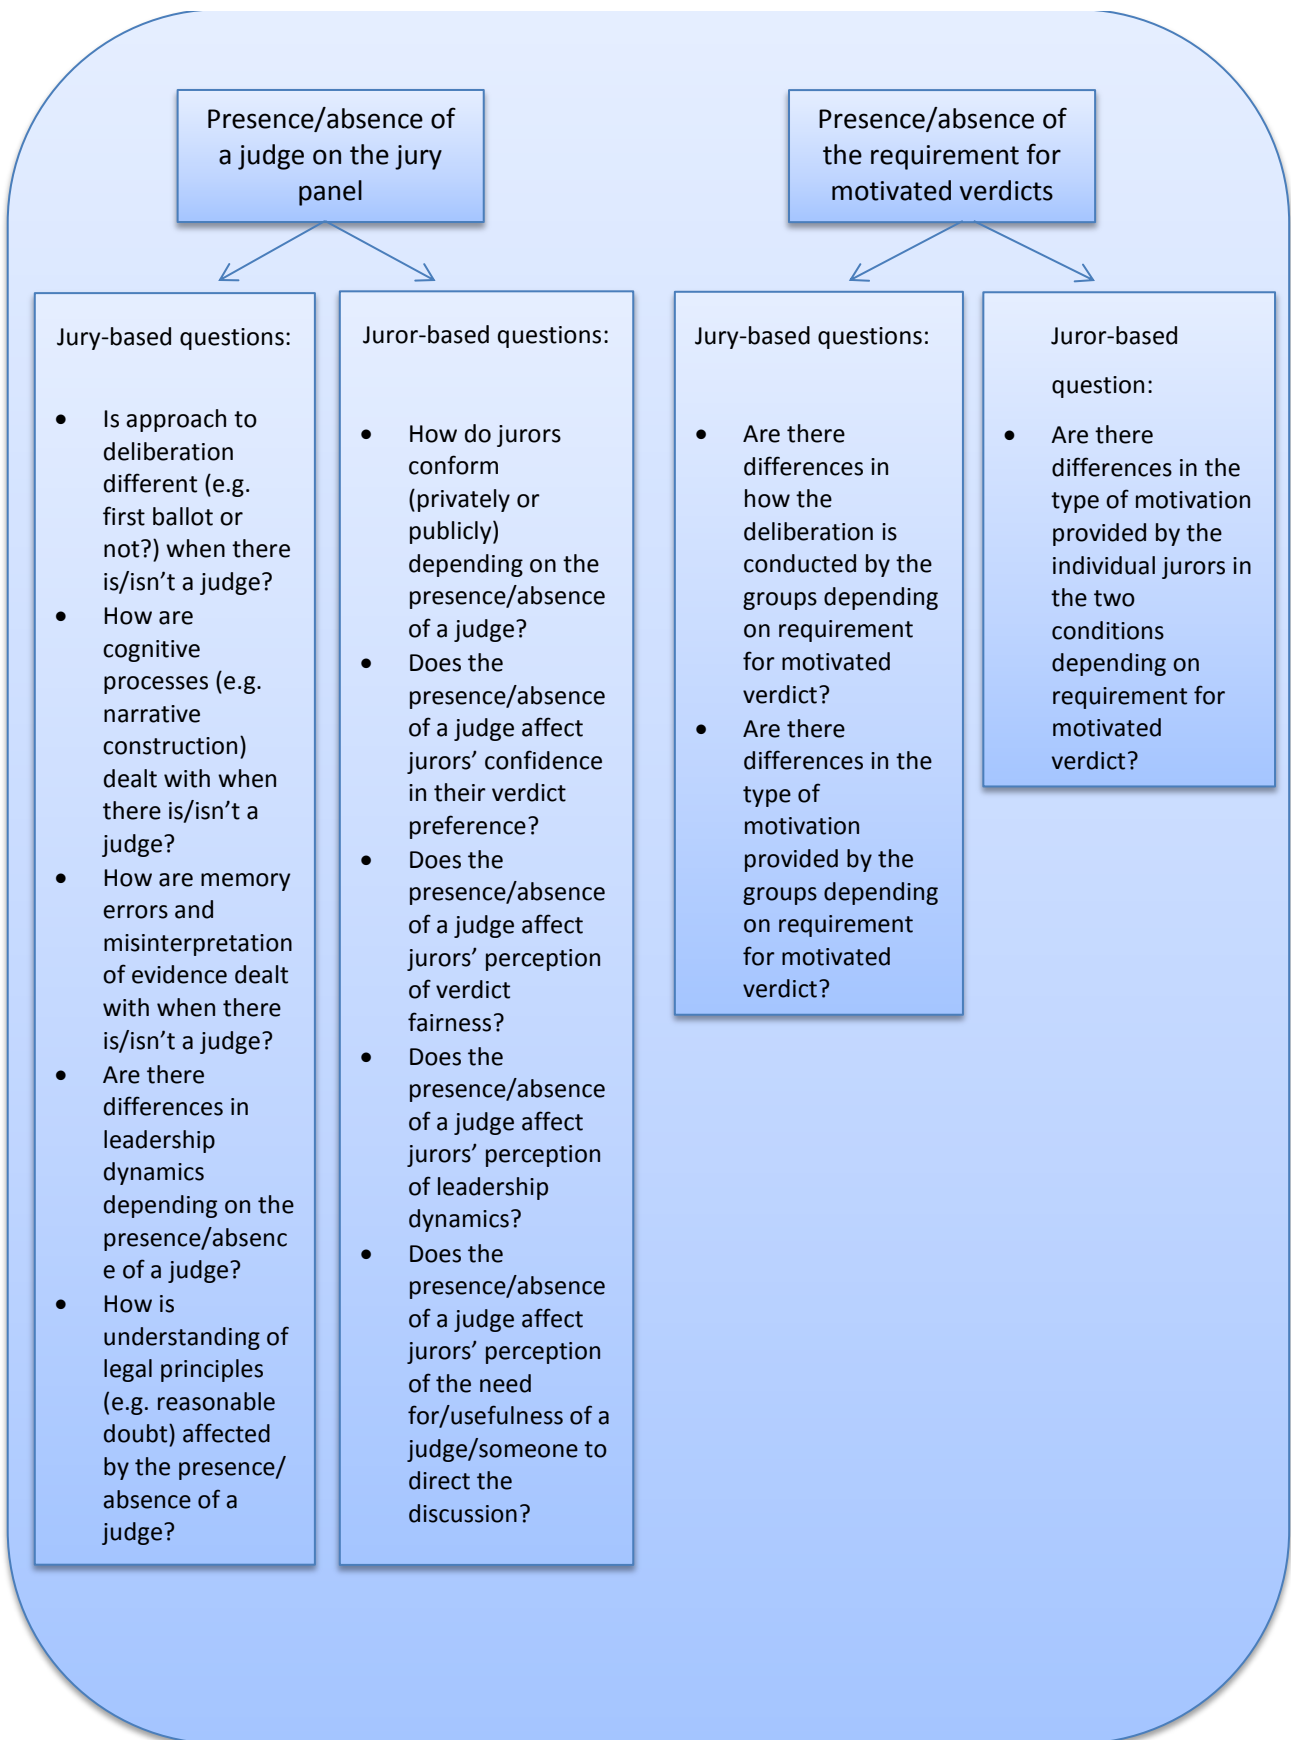 Presence/absence of
a judge on the jury
panel
Presence/absence of
the requirement for
motivated verdicts
Jury-based questions:
• Is approach to
deliberation
different (e.g.
first ballot or
not?) when there
is/isn't a judge?
• How are
cognitive
processes (e.g.
narrative
construction)
dealt with when
there is/isn't a
judge?
• How are memory
errors and
misinterpretation
of evidence dealt
with when there
is/isn't a judge?
• Are there
differences in
leadership
dynamics
depending on the
presence/absenc
e of a judge?
• How is
understanding of
legal principles
(e.g. reasonable
doubt) affected
by the presence/
absence of a
judge?
Juror-based questions:
• How do jurors
conform
(privately or
publicly)
depending on the
presence/absence
of a judge?
• Does the
presence/absence
of a judge affect
jurors' confidence
in their verdict
preference?
• Does the
presence/absence
of a judge affect
jurors' perception
of verdict
fairness?
• Does the
presence/absence
of a judge affect
jurors' perception
of leadership
dynamics?
• Does the
presence/absence
of a judge affect
jurors' perception
of the need
for/usefulness of a
judge/someone to
direct the
discussion?
Jury-based questions:
• Are there
differences in
how the
deliberation is
conducted by the
groups depending
on requirement
for motivated
verdict?
• Are there
differences in the
type of
motivation
provided by the
groups depending
on requirement
for motivated
verdict?
Juror-based
question:
• Are there
differences in the
type of motivation
provided by the
individual jurors in
the two
conditions
depending on
requirement for
motivated
verdict?